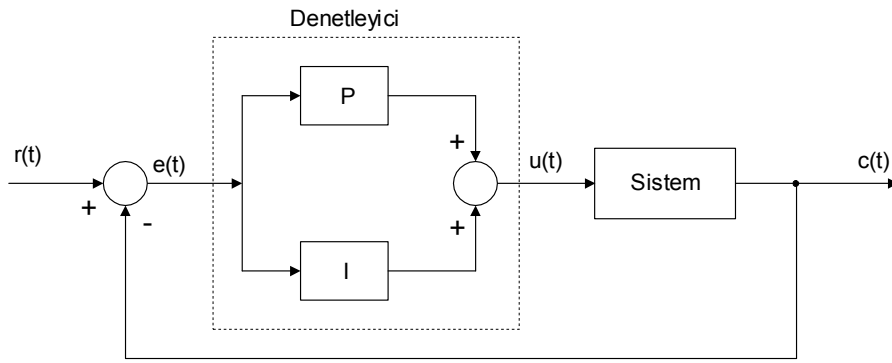 Denetleyici
P
r(t)
e(t)
+
u(t)
c(t)
Sistem
+
-
+
I